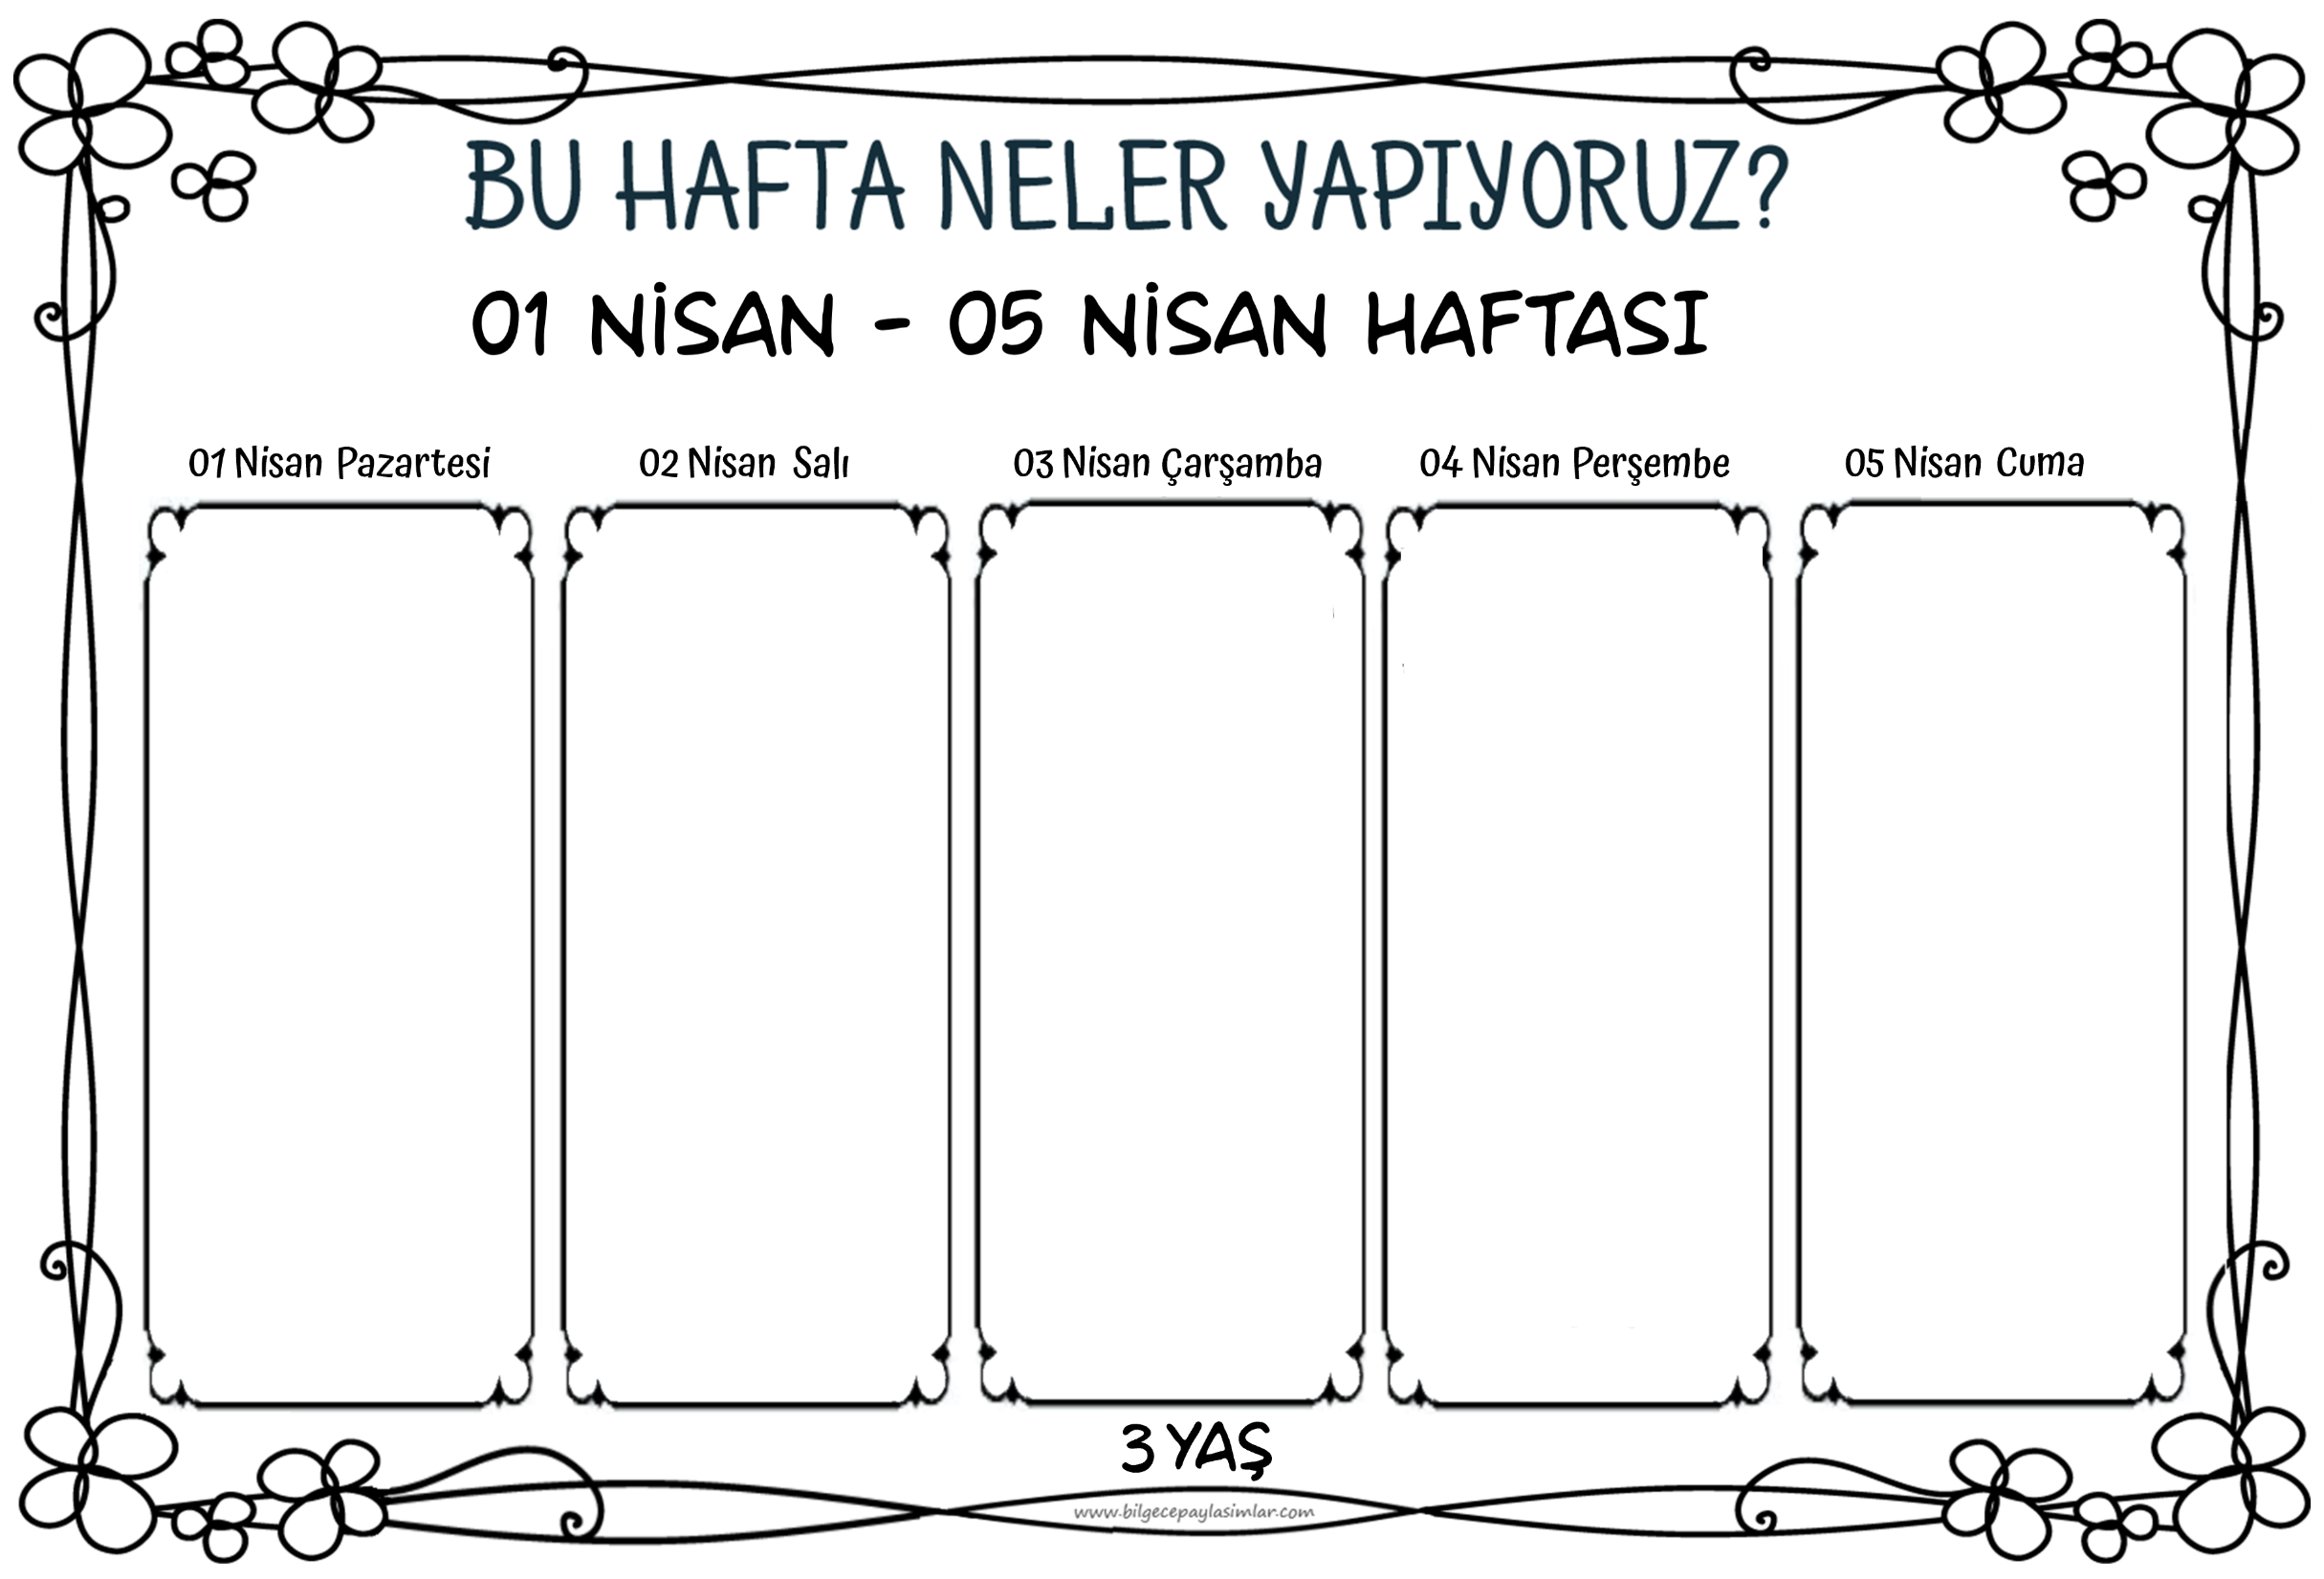 BU HAFTA NELER YAPIYORUZ?
01 NİSAN - 05 NİSAN HAFTASI
01 Nisan Pazartesi
02 Nisan Salı
03 Nisan Çarşamba
04 Nisan Perşembe
05 Nisan Cuma
3 YAŞ
www.bilgecepaylasimlar.com